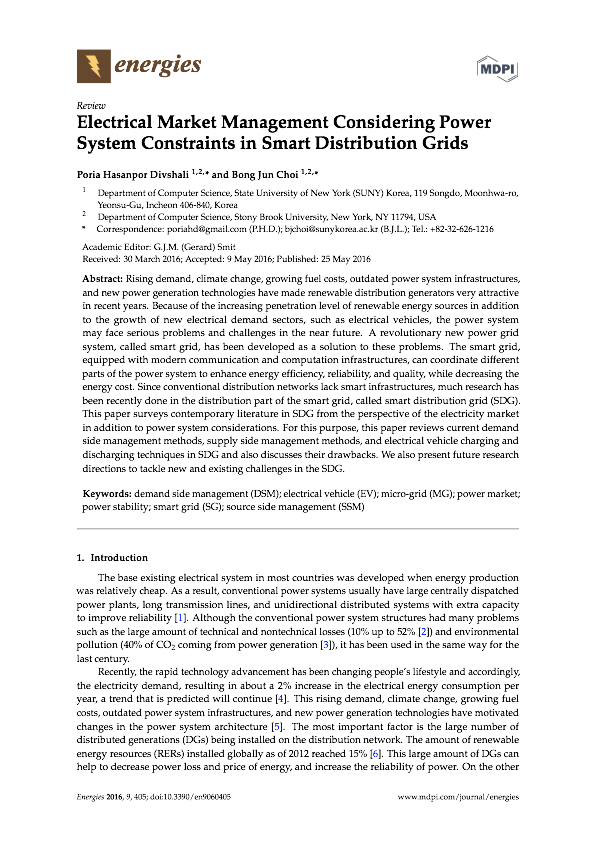 energies
MDPI
Review
Electrical Market Management Considering Power
System Constraints in Smart Distribution Grids
Poria Hasanpor Divshali 1,2,* and Bong Jun Choi 1,2,*
1 Department of Computer Science, State University of New York (SUNY) Korea, 119 Songdo, Moonhwa-ro,
Yeonsu-Gu, Incheon 406-840, Korea
2 Department of Computer Science, Stony Brook University, New York, NY 11794, USA
* Correspondence: poriahd@gmail.com (P.H.D.); bjchoi@sunykorea.ac.kr (B.J.L.); Tel.: +82-32-626-1216
Academic Editor: G.J.M. (Gerard) Smit
Received: 30 March 2016; Accepted: 9 May 2016; Published: 25 May 2016
Abstract: Rising demand, climate change, growing fuel costs, outdated power system infrastructures,
and new power generation technologies have made renewable distribution generators very attractive
in recent years. Because of the increasing penetration level of renewable energy sources in addition
to the growth of new electrical demand sectors, such as electrical vehicles, the power system
may face serious problems and challenges in the near future. A revolutionary new power grid
system, called smart grid, has been developed as a solution to these problems. The smart grid,
equipped with modern communication and computation infrastructures, can coordinate different
parts of the power system to enhance energy efficiency, reliability, and quality, while decreasing the
energy cost. Since conventional distribution networks lack smart infrastructures, much research has
been recently done in the distribution part of the smart grid, called smart distribution grid (SDG).
This paper surveys contemporary literature in SDG from the perspective of the electricity market
in addition to power system considerations. For this purpose, this paper reviews current demand
side management methods, supply side management methods, and electrical vehicle charging and
discharging techniques in SDG and also discusses their drawbacks. We also present future research
directions to tackle new and existing challenges in the SDG.
Keywords: demand side management (DSM); electrical vehicle (EV); micro-grid (MG); power market;
power stability; smart grid (SG); source side management (SSM)
1. Introduction
The base existing electrical system in most countries was developed when energy production
was relatively cheap. As a result, conventional power systems usually have large centrally dispatched
power plants, long transmission lines, and unidirectional distributed systems with extra capacity
to improve reliability [1]. Although the conventional power system structures had many problems
such as the large amount of technical and nontechnical losses (10% up to 52% [2]) and environmental
pollution (40% of CO2 coming from power generation [3]), it has been used in the same way for the
last century.
Recently, the rapid technology advancement has been changing people's lifestyle and accordingly,
the electricity demand, resulting in about a 2% increase in the electrical energy consumption per
year, a trend that is predicted will continue [4]. This rising demand, climate change, growing fuel
costs, outdated power system infrastructures, and new power generation technologies have motivated
changes in the power system architecture [5]. The most important factor is the large number of
distributed generations (DGs) being installed on the distribution network. The amount of renewable
energy resources (RERs) installed globally as of 2012 reached 15% [6]. This large amount of DGs can
help to decrease power loss and price of energy, and increase the reliability of power. On the other
Energies 2016, 9, 405; doi:10.3390/en9060405
www.mdpi.com/journal/energies